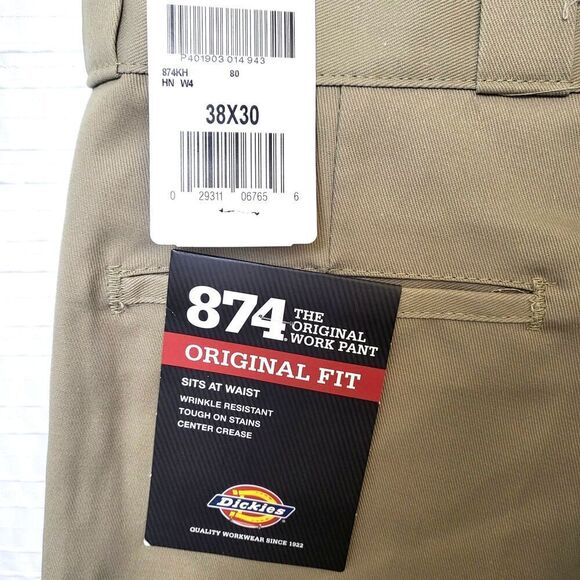 P401903 014 943
874KH 80
HN W4
38X30
0 29311 06765 6
874® THE ORIGINAL WORK PANT
ORIGINAL FIT
SITS AT WAIST
WRINKLE RESISTANT
TOUGH ON STAINS
CENTER CREASE
Dickies
QUALITY WORKWEAR SINCE 1922